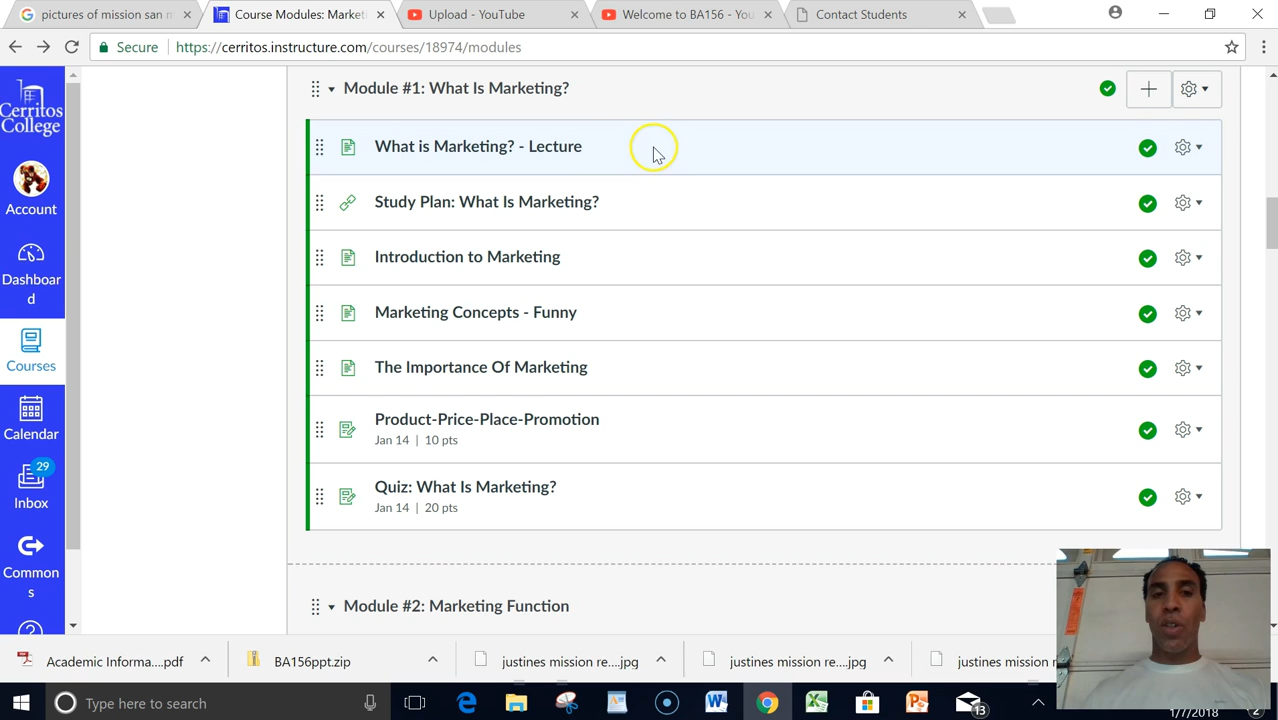 pictures of mission san m
Course Modules: Marketi
Upload - YouTube
Welcome to BA156 - You
Contact Students
Secure
https://cerritos.instructure.com/courses/18974/modules
Cerritos
College
Account
Dashboar
d
Courses
Calendar
29
Inbox
Common
s
Module #1: What Is Marketing?
What is Marketing? - Lecture
Study Plan: What Is Marketing?
Introduction to Marketing
Marketing Concepts - Funny
The Importance Of Marketing
Product-Price-Place-Promotion
Jan 14 | 10 pts
Quiz: What Is Marketing?
Jan 14 | 20 pts
Module #2: Marketing Function
Academic Informa....pdf
BA156ppt.zip
justines mission re....jpg
justines mission re....jpg
justines mission
Type here to search
13
1/7/2018
2